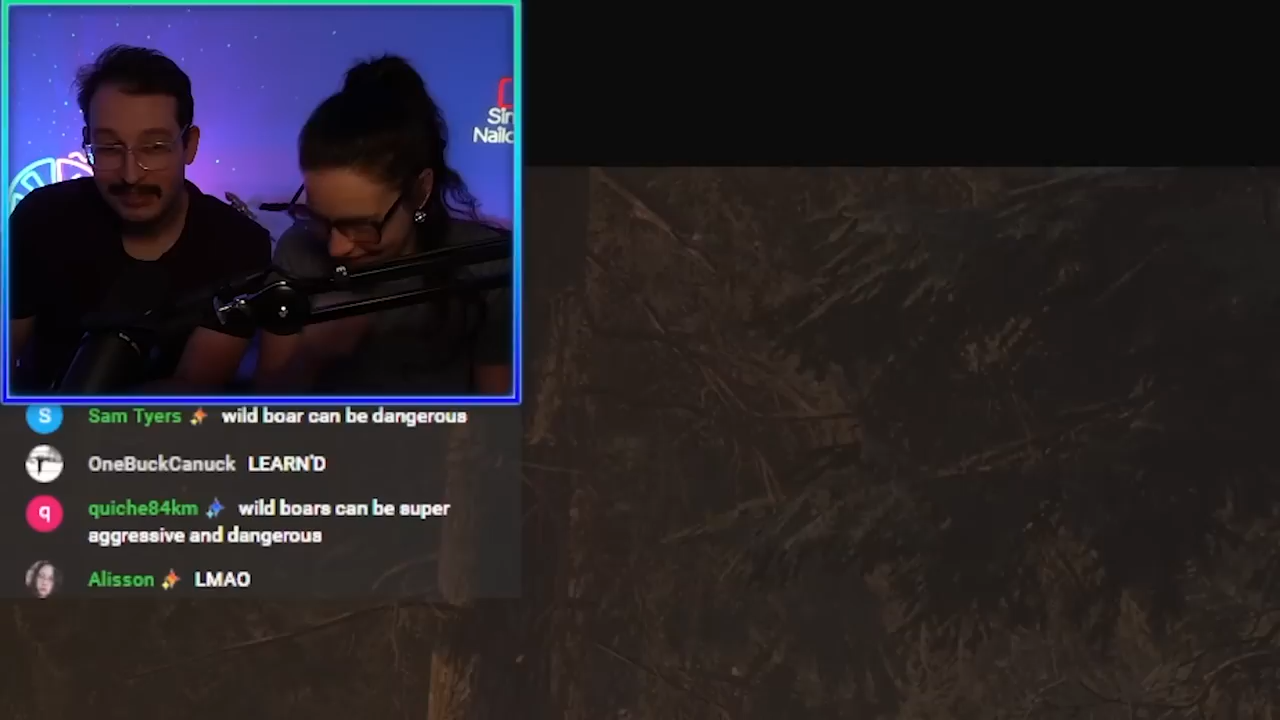 Sam Tyers wild boar can be dangerous
OneBuckCanuck LEARN'D
quiche84km wild boars can be super
aggressive and dangerous
Alisson LMAO
S
q